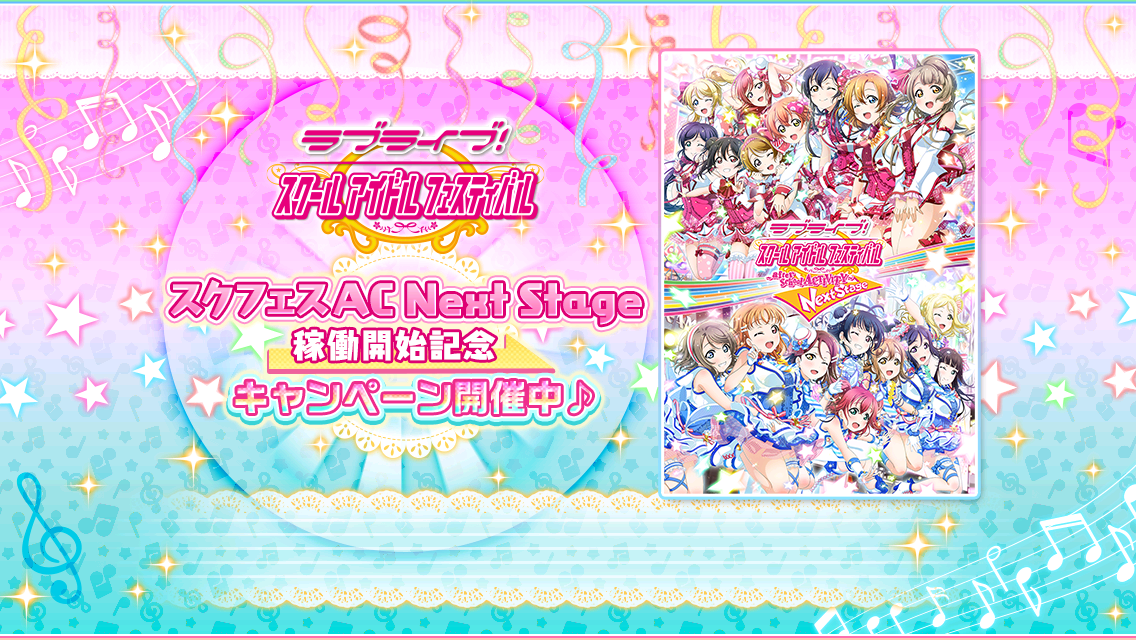 ラブライブ!
スクールアイドルフェスティバル
スクフェスAC Next Stage
稼働開始記念
キャンペーン開催中♪
ラブライブ!
スクールアイドルフェスティバル
~after school ACTIVITY~
Next Stage